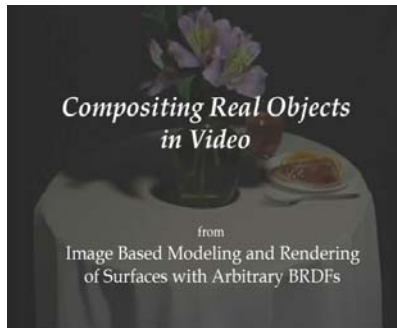 Compositing Real Objects
in Video
from
Image Based Modeling and Rendering
of Surfaces with Arbitrary BRDFs